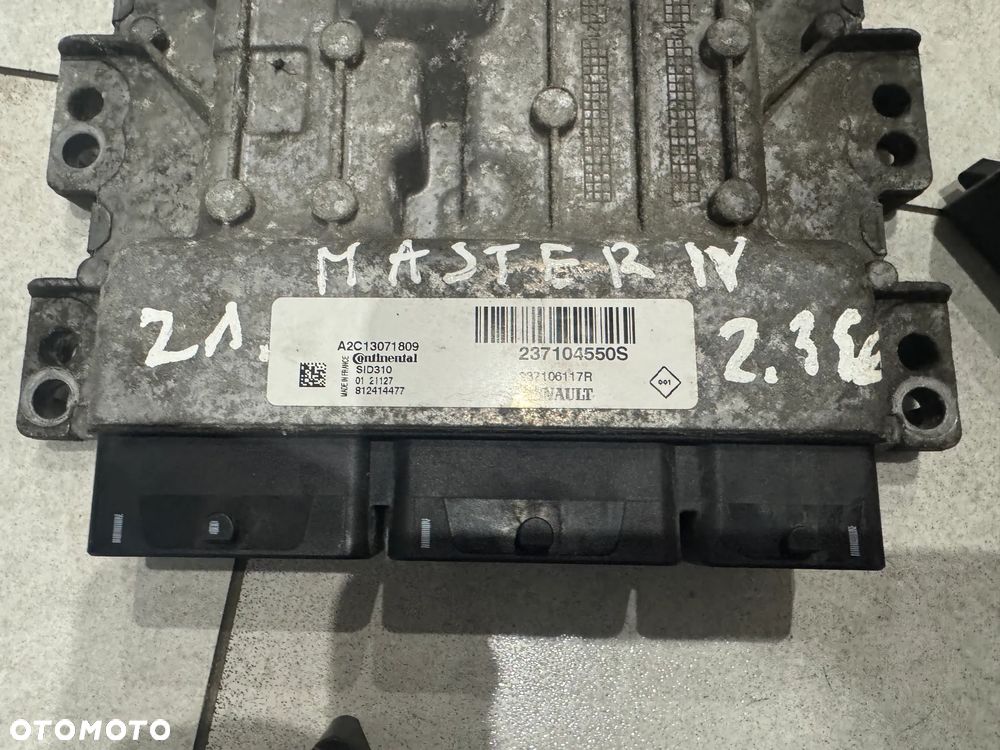 MASTER IV
21.
2.3 E6
A2C13071809
Continental
SID310
01 21127
812414477
MADE IN FRANCE
237104550S
237106117R
RENAULT
001
OTOMOTO